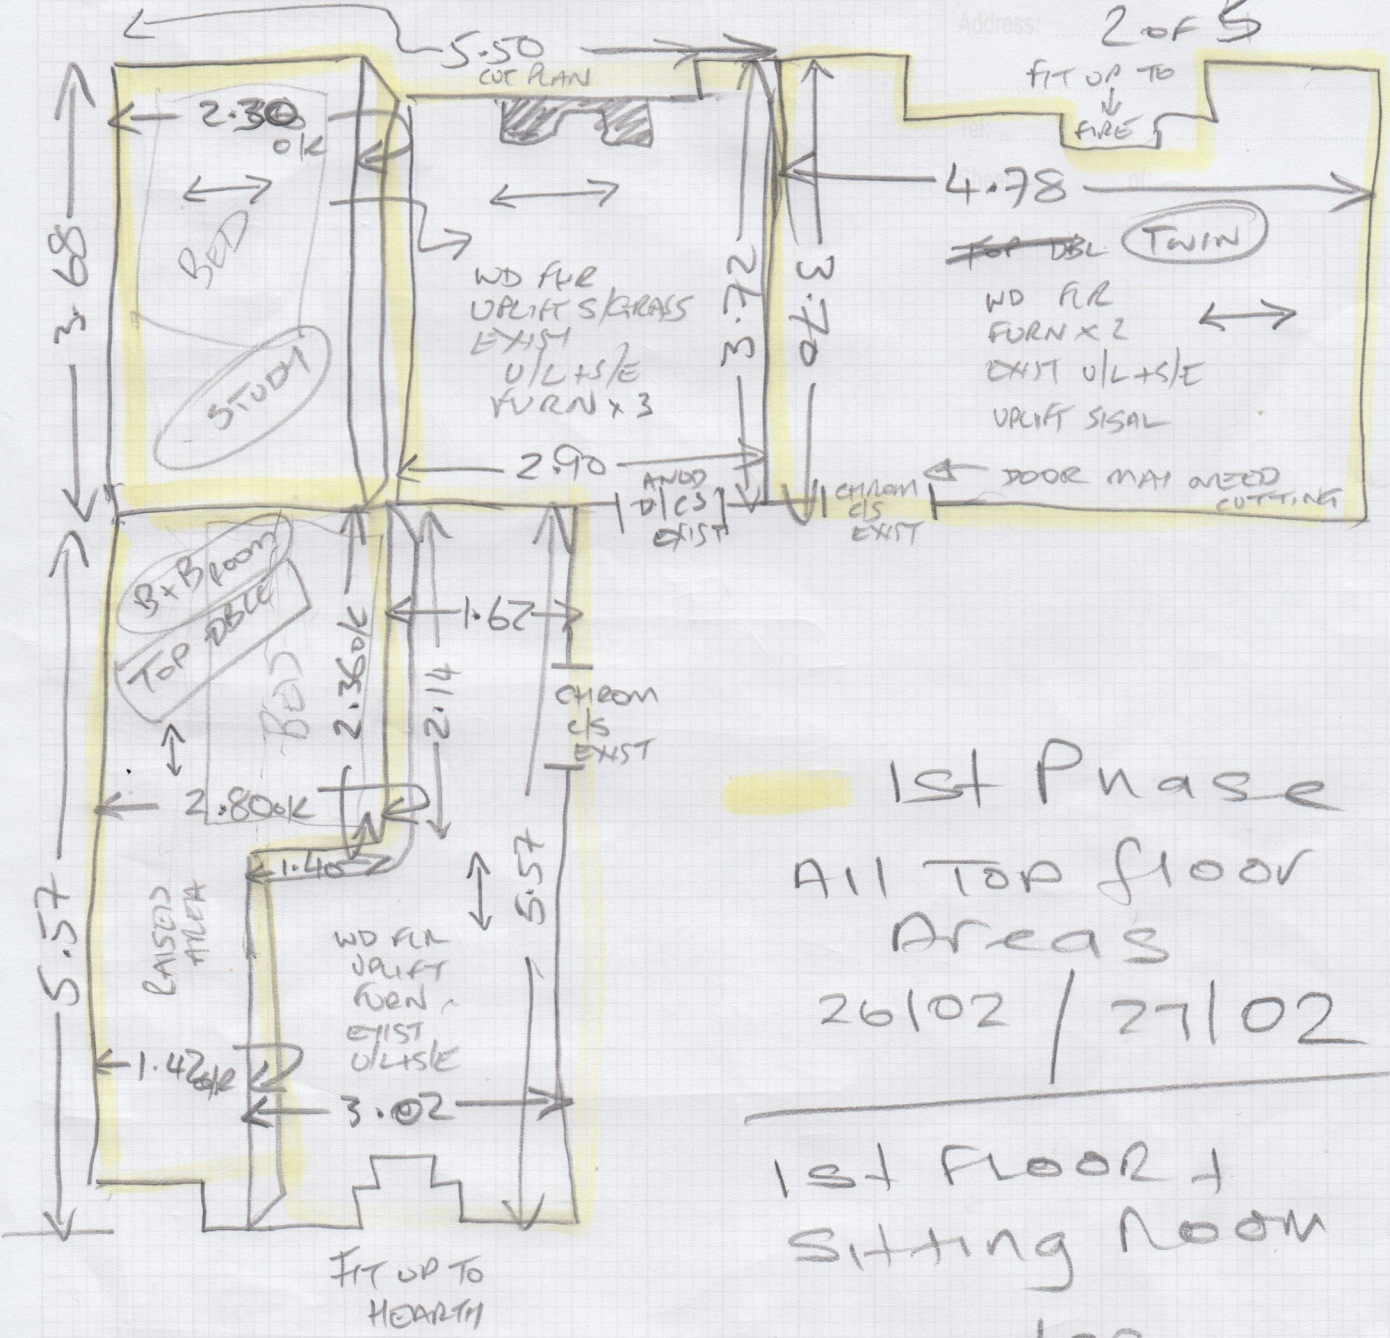 Address:
2 OF 5
5.50
CUT PLAN
FIT UP TO
FIRE
Tel:
2.30
OK
4.78
TOP DBL
TWIN
BED
3.68
3.72
3.70
WD FLR
UPLIFT S/GRASS
EXIST
U/L+S/E
FURN x 3
WD FLR
FURN x 2
EXIST U/L+S/E
UPLIFT SISAL
STUDY
2.90
ANOD
D/CS
EXIST
CHROM
C/S
EXIST
DOOR MAY NEED
CUTTING
B+B ROOM
TOP DBLE
BED
2.36 OK
2.14
1.62
CHROM
C/S
EXIST
2.80 OK
1.40
5.57
5.57
RAISED
AREA
WD FLR
UPLIFT
FURN
EXIST
U/L+S/E
1.42 OK
3.02
FIT UP TO
HEARTH
1st Phase
All Top floor
Areas
26/02 / 27/02
1st FLOOR +
Sitting Room